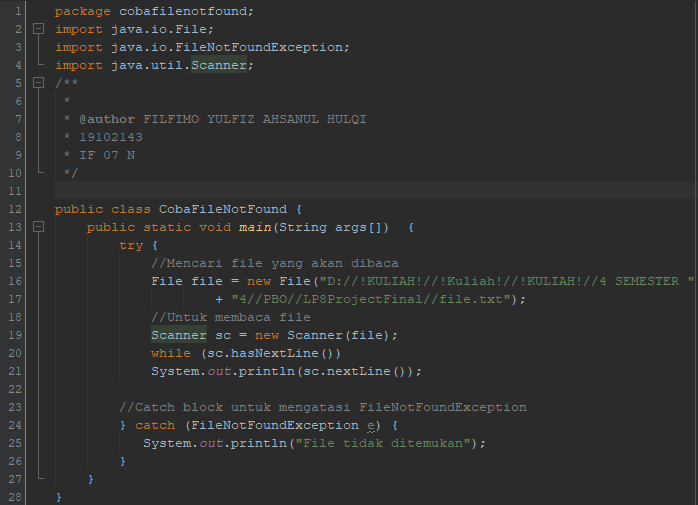 1 package cobafilenotfound;
2 import java.io.File;
3 import java.io.FileNotFoundException;
4 import java.util.Scanner;
5 /**
6  *
7  * @author FILFIMO YULFIZ AHSANUL HULQI
8  * 19102143
9  * IF 07 N
10  */
11
12 public class CobaFileNotFound {
13     public static void main(String args[])  {
14         try {
15             //Mencari file yang akan dibaca
16             File file = new File("D://!KULIAH!//!Kuliah!//!KULIAH!//4 SEMESTER "
17                     + "4//PBO//LP8ProjectFinal//file.txt");
18             //Untuk membaca file
19             Scanner sc = new Scanner(file);
20             while (sc.hasNextLine())
21             System.out.println(sc.nextLine());
22
23         //Catch block untuk mengatasi FileNotFoundException
24         } catch (FileNotFoundException e) {
25            System.out.println("File tidak ditemukan");
26         }
27     }
28 }